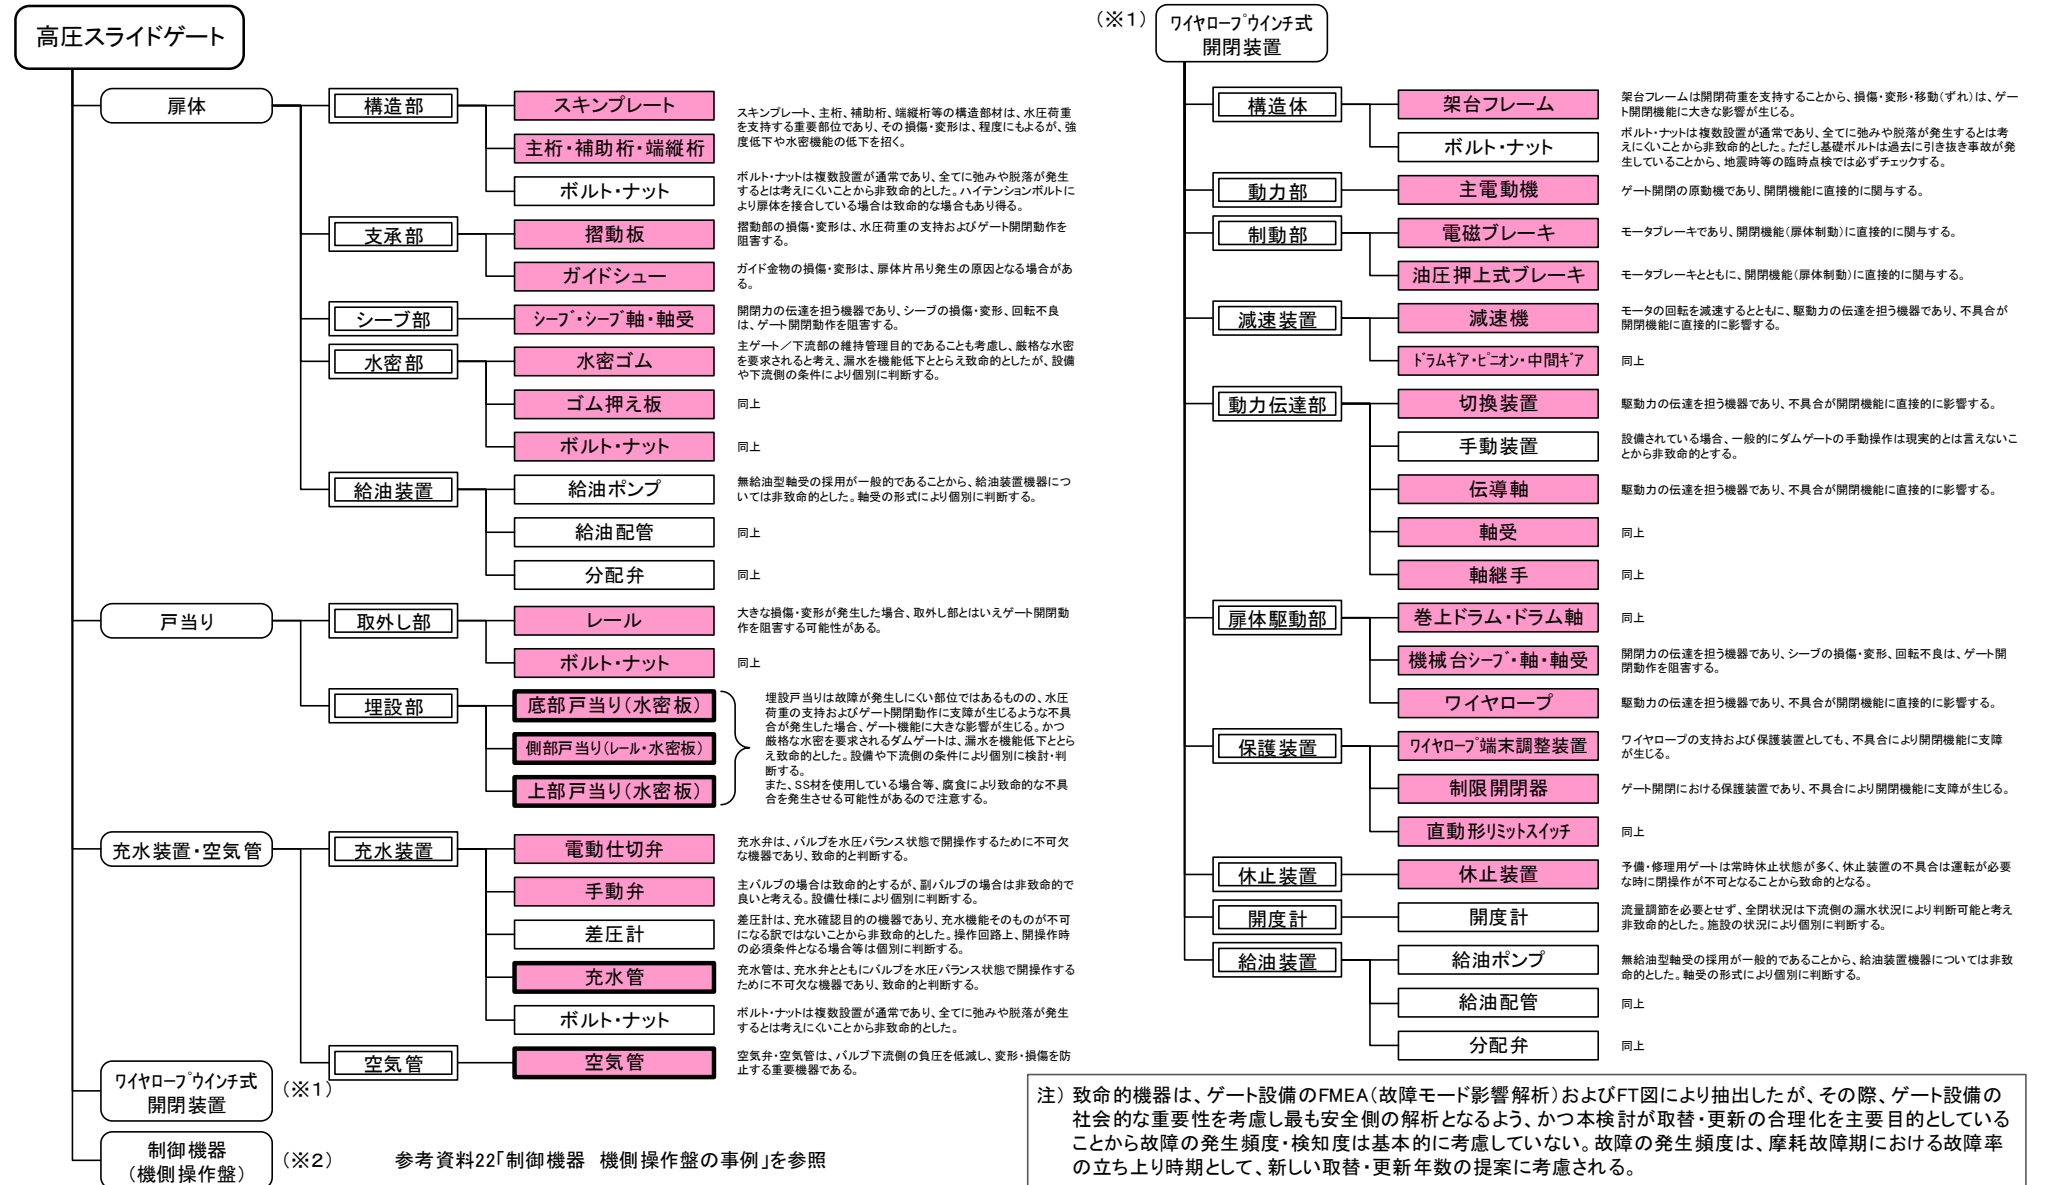 高圧スライドゲート
扉体
構造部
スキンプレート
スキンプレート、主桁、補助桁、端縦桁等の構造部材は、水圧荷重
を支持する重要部位であり、その損傷・変形は、程度にもよるが、強
度低下や水密機能の低下を招く。
主桁・補助桁・端縦桁
ボルト・ナット
ボルト・ナットは複数設置が通常であり、全てに弛みや脱落が発生
するとは考えにくいことから非致命的とした。ハイテンションボルトに
より扉体を接合している場合は致命的な場合もあり得る。
支承部
摺動板
摺動部の損傷・変形は、水圧荷重の支持およびゲート開閉動作を
阻害する。
ガイドシュー
ガイド金物の損傷・変形は、扉体片吊り発生の原因となる場合があ
る。
シーブ部
シーブ・シーブ軸・軸受
開閉力の伝達を担う機器であり、シーブの損傷・変形、回転不良
は、ゲート開閉動作を阻害する。
水密部
水密ゴム
主ゲート／下流部の維持管理目的であることも考慮し、厳格な水密
を要求されると考え、漏水を機能低下ととらえ致命的としたが、設備
や下流側の条件により個別に判断する。
ゴム押え板
同上
ボルト・ナット
同上
給油装置
給油ポンプ
無給油型軸受の採用が一般的であることから、給油装置機器につ
いては非致命的とした。軸受の形式により個別に判断する。
給油配管
同上
分配弁
同上
戸当り
取外し部
レール
大きな損傷・変形が発生した場合、取外し部とはいえゲート開閉動
作を阻害する可能性がある。
ボルト・ナット
同上
埋設部
底部戸当り(水密板)
側部戸当り(レール・水密板)
上部戸当り(水密板)
埋設戸当りは故障が発生しにくい部位ではあるものの、水圧
荷重の支持およびゲート開閉動作に支障が生じるような不具
合が発生した場合、ゲート機能に大きな影響が生じる。かつ
厳格な水密を要求されるダムゲートは、漏水を機能低下ととら
え致命的とした。設備や下流側の条件により個別に検討・判
断する。
また、SS材を使用している場合等、腐食により致命的な不具
合を発生させる可能性があるので注意する。
充水装置・空気管
充水装置
電動仕切弁
充水弁は、バルブを水圧バランス状態で開操作するために不可欠
な機器であり、致命的と判断する。
手動弁
主バルブの場合は致命的とするが、副バルブの場合は非致命的で
良いと考える。設備仕様により個別に判断する。
差圧計
差圧計は、充水確認目的の機器であり、充水機能そのものが不可
になる訳ではないことから非致命的とした。操作回路上、開操作時
の必須条件となる場合等は個別に判断する。
充水管
充水管は、充水弁とともにバルブを水圧バランス状態で開操作する
ために不可欠な機器であり、致命的と判断する。
ボルト・ナット
ボルト・ナットは複数設置が通常であり、全てに弛みや脱落が発生
するとは考えにくいことから非致命的とした。
空気管
空気管
空気弁・空気管は、バルブ下流側の負圧を低減し、変形・損傷を防
止する重要機器である。
ワイヤロープウインチ式
開閉装置
(※1)
制御機器
(機側操作盤)
(※2)
参考資料22｢制御機器　機側操作盤の事例｣を参照
(※1)
ワイヤロープウインチ式
開閉装置
構造体
架台フレーム
架台フレームは開閉荷重を支持することから、損傷・変形・移動(ずれ)は、ゲー
ト開閉機能に大きな影響が生じる。
ボルト・ナット
ボルト・ナットは複数設置が通常であり、全てに弛みや脱落が発生するとは考
えにくいことから非致命的とした。ただし基礎ボルトは過去に引き抜き事故が発
生していることから、地震時等の臨時点検では必ずチェックする。
動力部
主電動機
ゲート開閉の原動機であり、開閉機能に直接的に関与する。
制動部
電磁ブレーキ
モータブレーキであり、開閉機能(扉体制動)に直接的に関与する。
油圧押上式ブレーキ
モータブレーキとともに、開閉機能(扉体制動)に直接的に関与する。
減速装置
減速機
モータの回転を減速するとともに、駆動力の伝達を担う機器であり、不具合が
開閉機能に直接的に影響する。
ドラムギア・ピニオン・中間ギア
同上
動力伝達部
切換装置
駆動力の伝達を担う機器であり、不具合が開閉機能に直接的に影響する。
手動装置
設備されている場合、一般的にダムゲートの手動操作は現実的とは言えないこ
とから非致命的とする。
伝導軸
駆動力の伝達を担う機器であり、不具合が開閉機能に直接的に影響する。
軸受
同上
軸継手
同上
扉体駆動部
巻上ドラム・ドラム軸
同上
機械台シーブ・軸・軸受
開閉力の伝達を担う機器であり、シーブの損傷・変形、回転不良は、ゲート開
閉動作を阻害する。
ワイヤロープ
駆動力の伝達を担う機器であり、不具合が開閉機能に直接的に影響する。
保護装置
ワイヤロープ端末調整装置
ワイヤロープの支持および保護装置としても、不具合により開閉機能に支障
が生じる。
制限開閉器
ゲート開閉における保護装置であり、不具合により開閉機能に支障が生じる。
直動形リミットスイッチ
同上
休止装置
休止装置
予備・修理用ゲートは常時休止状態が多く、休止装置の不具合は運転が必要
な時に閉操作が不可となることから致命的となる。
開度計
開度計
流量調節を必要とせず、全閉状況は下流側の漏水状況により判断可能と考え
非致命的とした。施設の状況により個別に判断する。
給油装置
給油ポンプ
無給油型軸受の採用が一般的であることから、給油装置機器については非致
命的とした。軸受の形式により個別に判断する。
給油配管
同上
分配弁
同上
注) 致命的機器は、ゲート設備のFMEA(故障モード影響解析)およびFT図により抽出したが、その際、ゲート設備の
社会的な重要性を考慮し最も安全側の解析となるよう、かつ本検討が取替・更新の合理化を主要目的としている
ことから故障の発生頻度・検知度は基本的に考慮していない。故障の発生頻度は、摩耗故障期における故障率
の立ち上り時期として、新しい取替・更新年数の提案に考慮される。